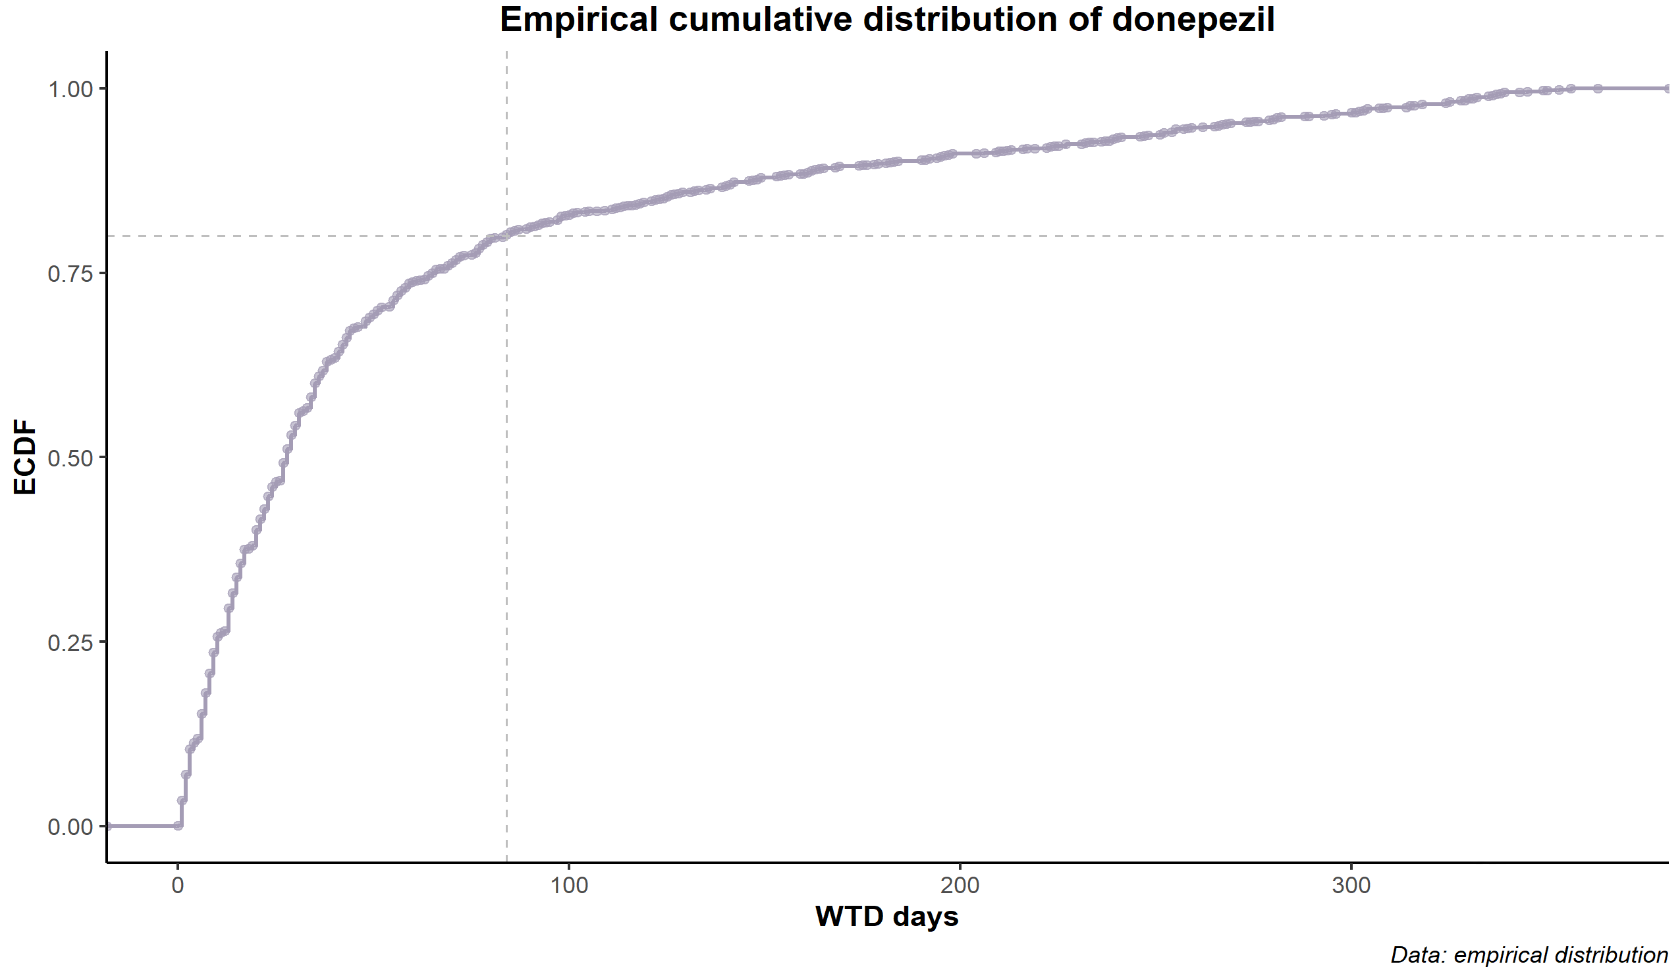 Empirical cumulative distribution of donepezil
1.00
0.75
0.50
0.25
0.00
ECDF
0 100 200 300
WTD days
Data: empirical distribution